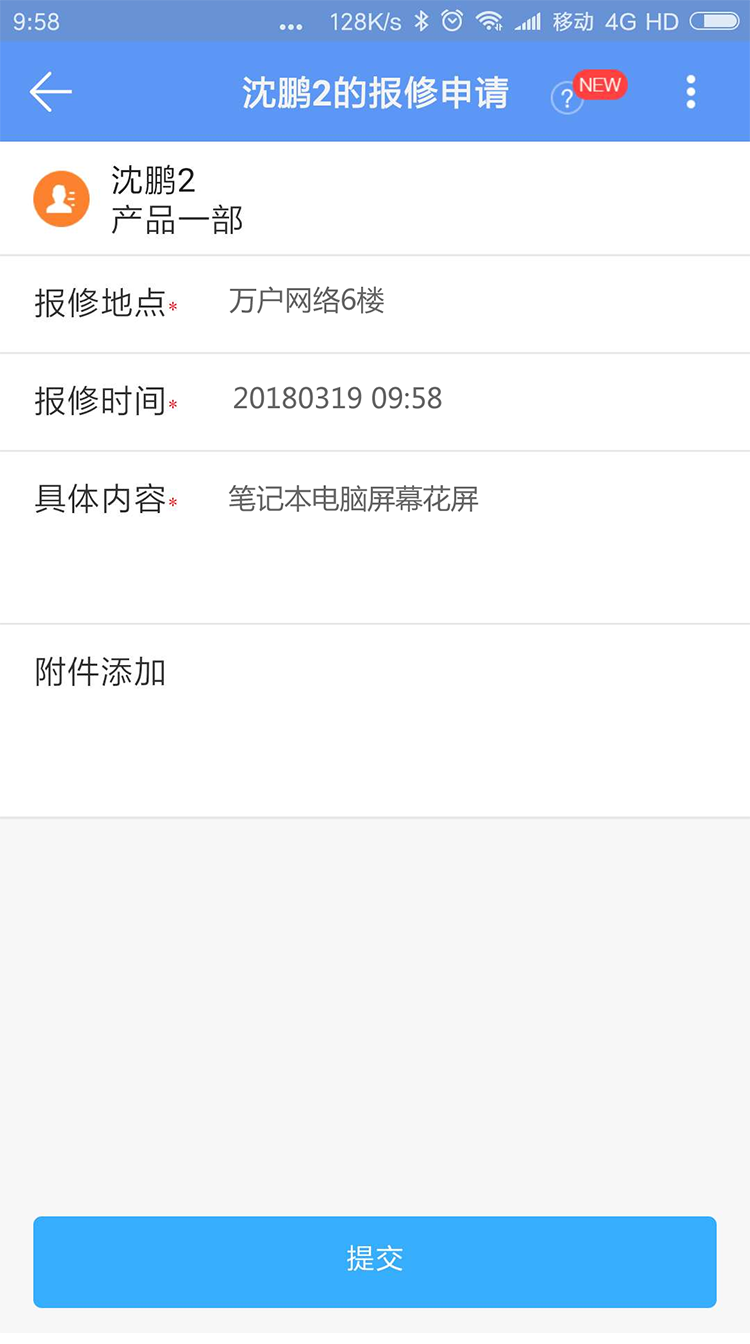 9:58 ... 128K/s 移动 4G HD
沈鹏2的报修申请 ? NEW
沈鹏2
产品一部
报修地点* 万户网络6楼
报修时间* 20180319 09:58
具体内容* 笔记本电脑屏幕花屏
附件添加
提交